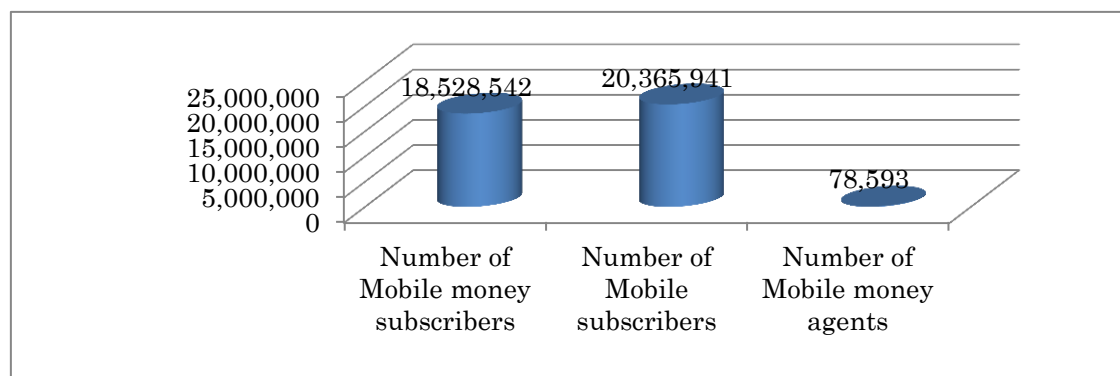 18,528,542
20,365,941
78,593
25,000,000
20,000,000
15,000,000
10,000,000
5,000,000
0
Number of
Mobile money
subscribers
Number of
Mobile
subscribers
Number of
Mobile money
agents